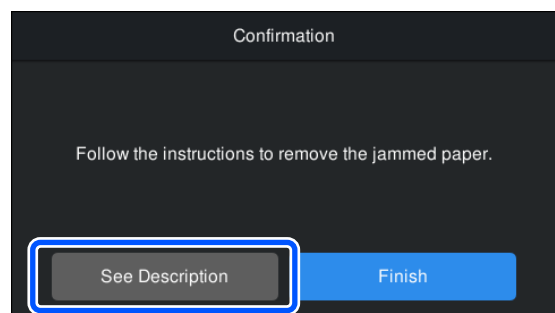 Confirmation
Follow the instructions to remove the jammed paper.
See Description
Finish